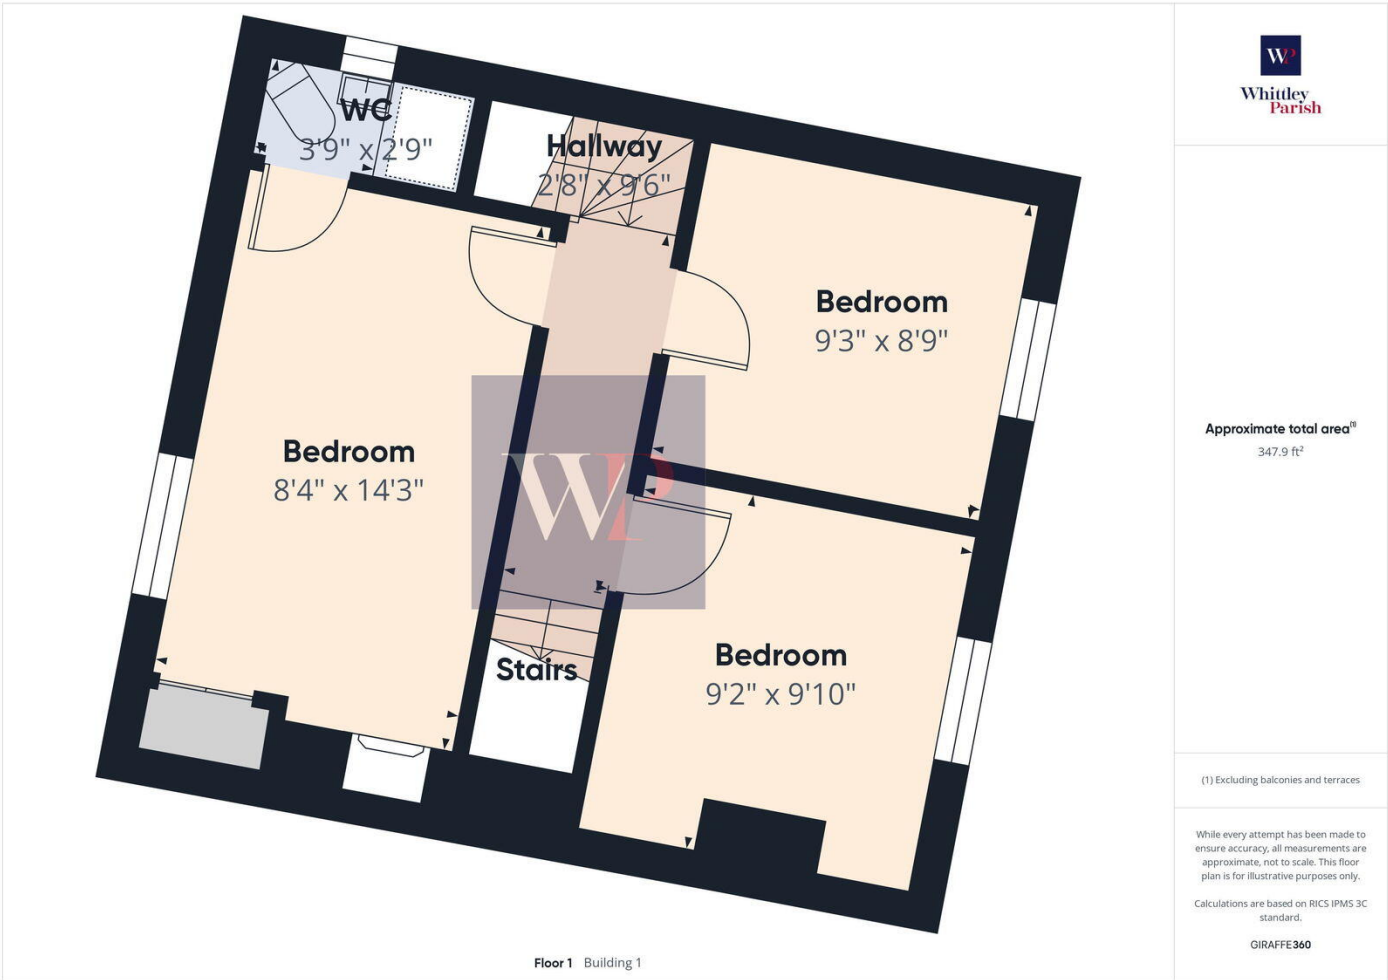 WC
3'9" x 2'9"
Hallway
2'8" x 9'6"
Bedroom
9'3" x 8'9"
Bedroom
8'4" x 14'3"
WP
Stairs
Bedroom
9'2" x 9'10"
Floor 1 Building 1
WP
Whittley
Parish
Approximate total area(1)
347.9 ft²
(1) Excluding balconies and terraces
While every attempt has been made to
ensure accuracy, all measurements are
approximate, not to scale. This floor
plan is for illustrative purposes only.
Calculations are based on RICS IPMS 3C
standard.
GIRAFFE360